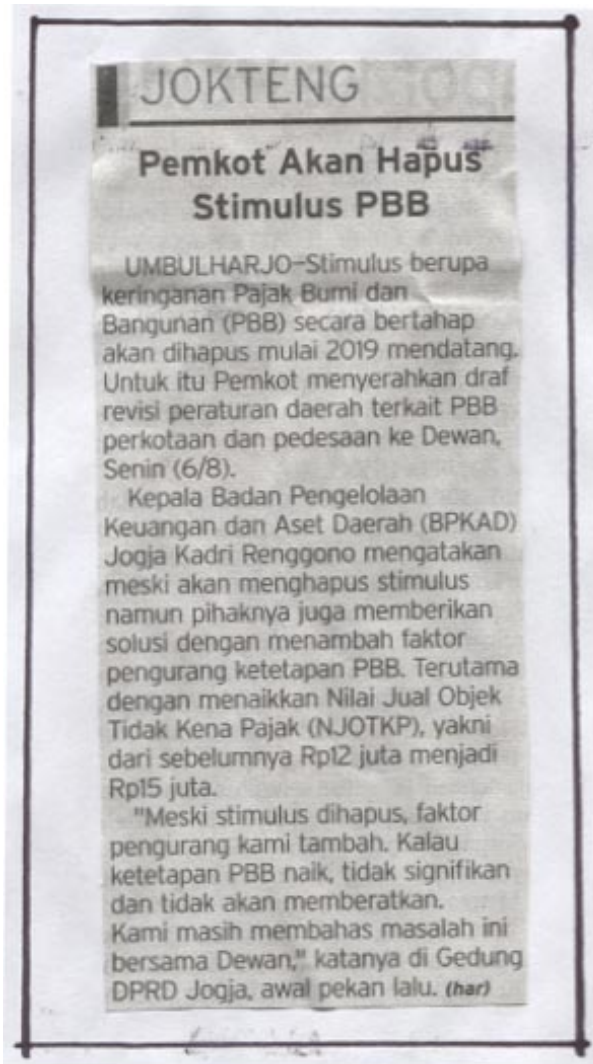 JOKTENG
Pemkot Akan Hapus
Stimulus PBB
UMBULHARJO–Stimulus berupa
keringanan Pajak Bumi dan
Bangunan (PBB) secara bertahap
akan dihapus mulai 2019 mendatang.
Untuk itu Pemkot menyerahkan draf
revisi peraturan daerah terkait PBB
perkotaan dan pedesaan ke Dewan,
Senin (6/8).
Kepala Badan Pengelolaan
Keuangan dan Aset Daerah (BPKAD)
Jogja Kadri Renggono mengatakan
meski akan menghapus stimulus
namun pihaknya juga memberikan
solusi dengan menambah faktor
pengurang ketetapan PBB. Terutama
dengan menaikkan Nilai Jual Objek
Tidak Kena Pajak (NJOTKP), yakni
dari sebelumnya Rp12 juta menjadi
Rp15 juta.
"Meski stimulus dihapus, faktor
pengurang kami tambah. Kalau
ketetapan PBB naik, tidak signifikan
dan tidak akan memberatkan.
Kami masih membahas masalah ini
bersama Dewan," katanya di Gedung
DPRD Jogja, awal pekan lalu. (har)